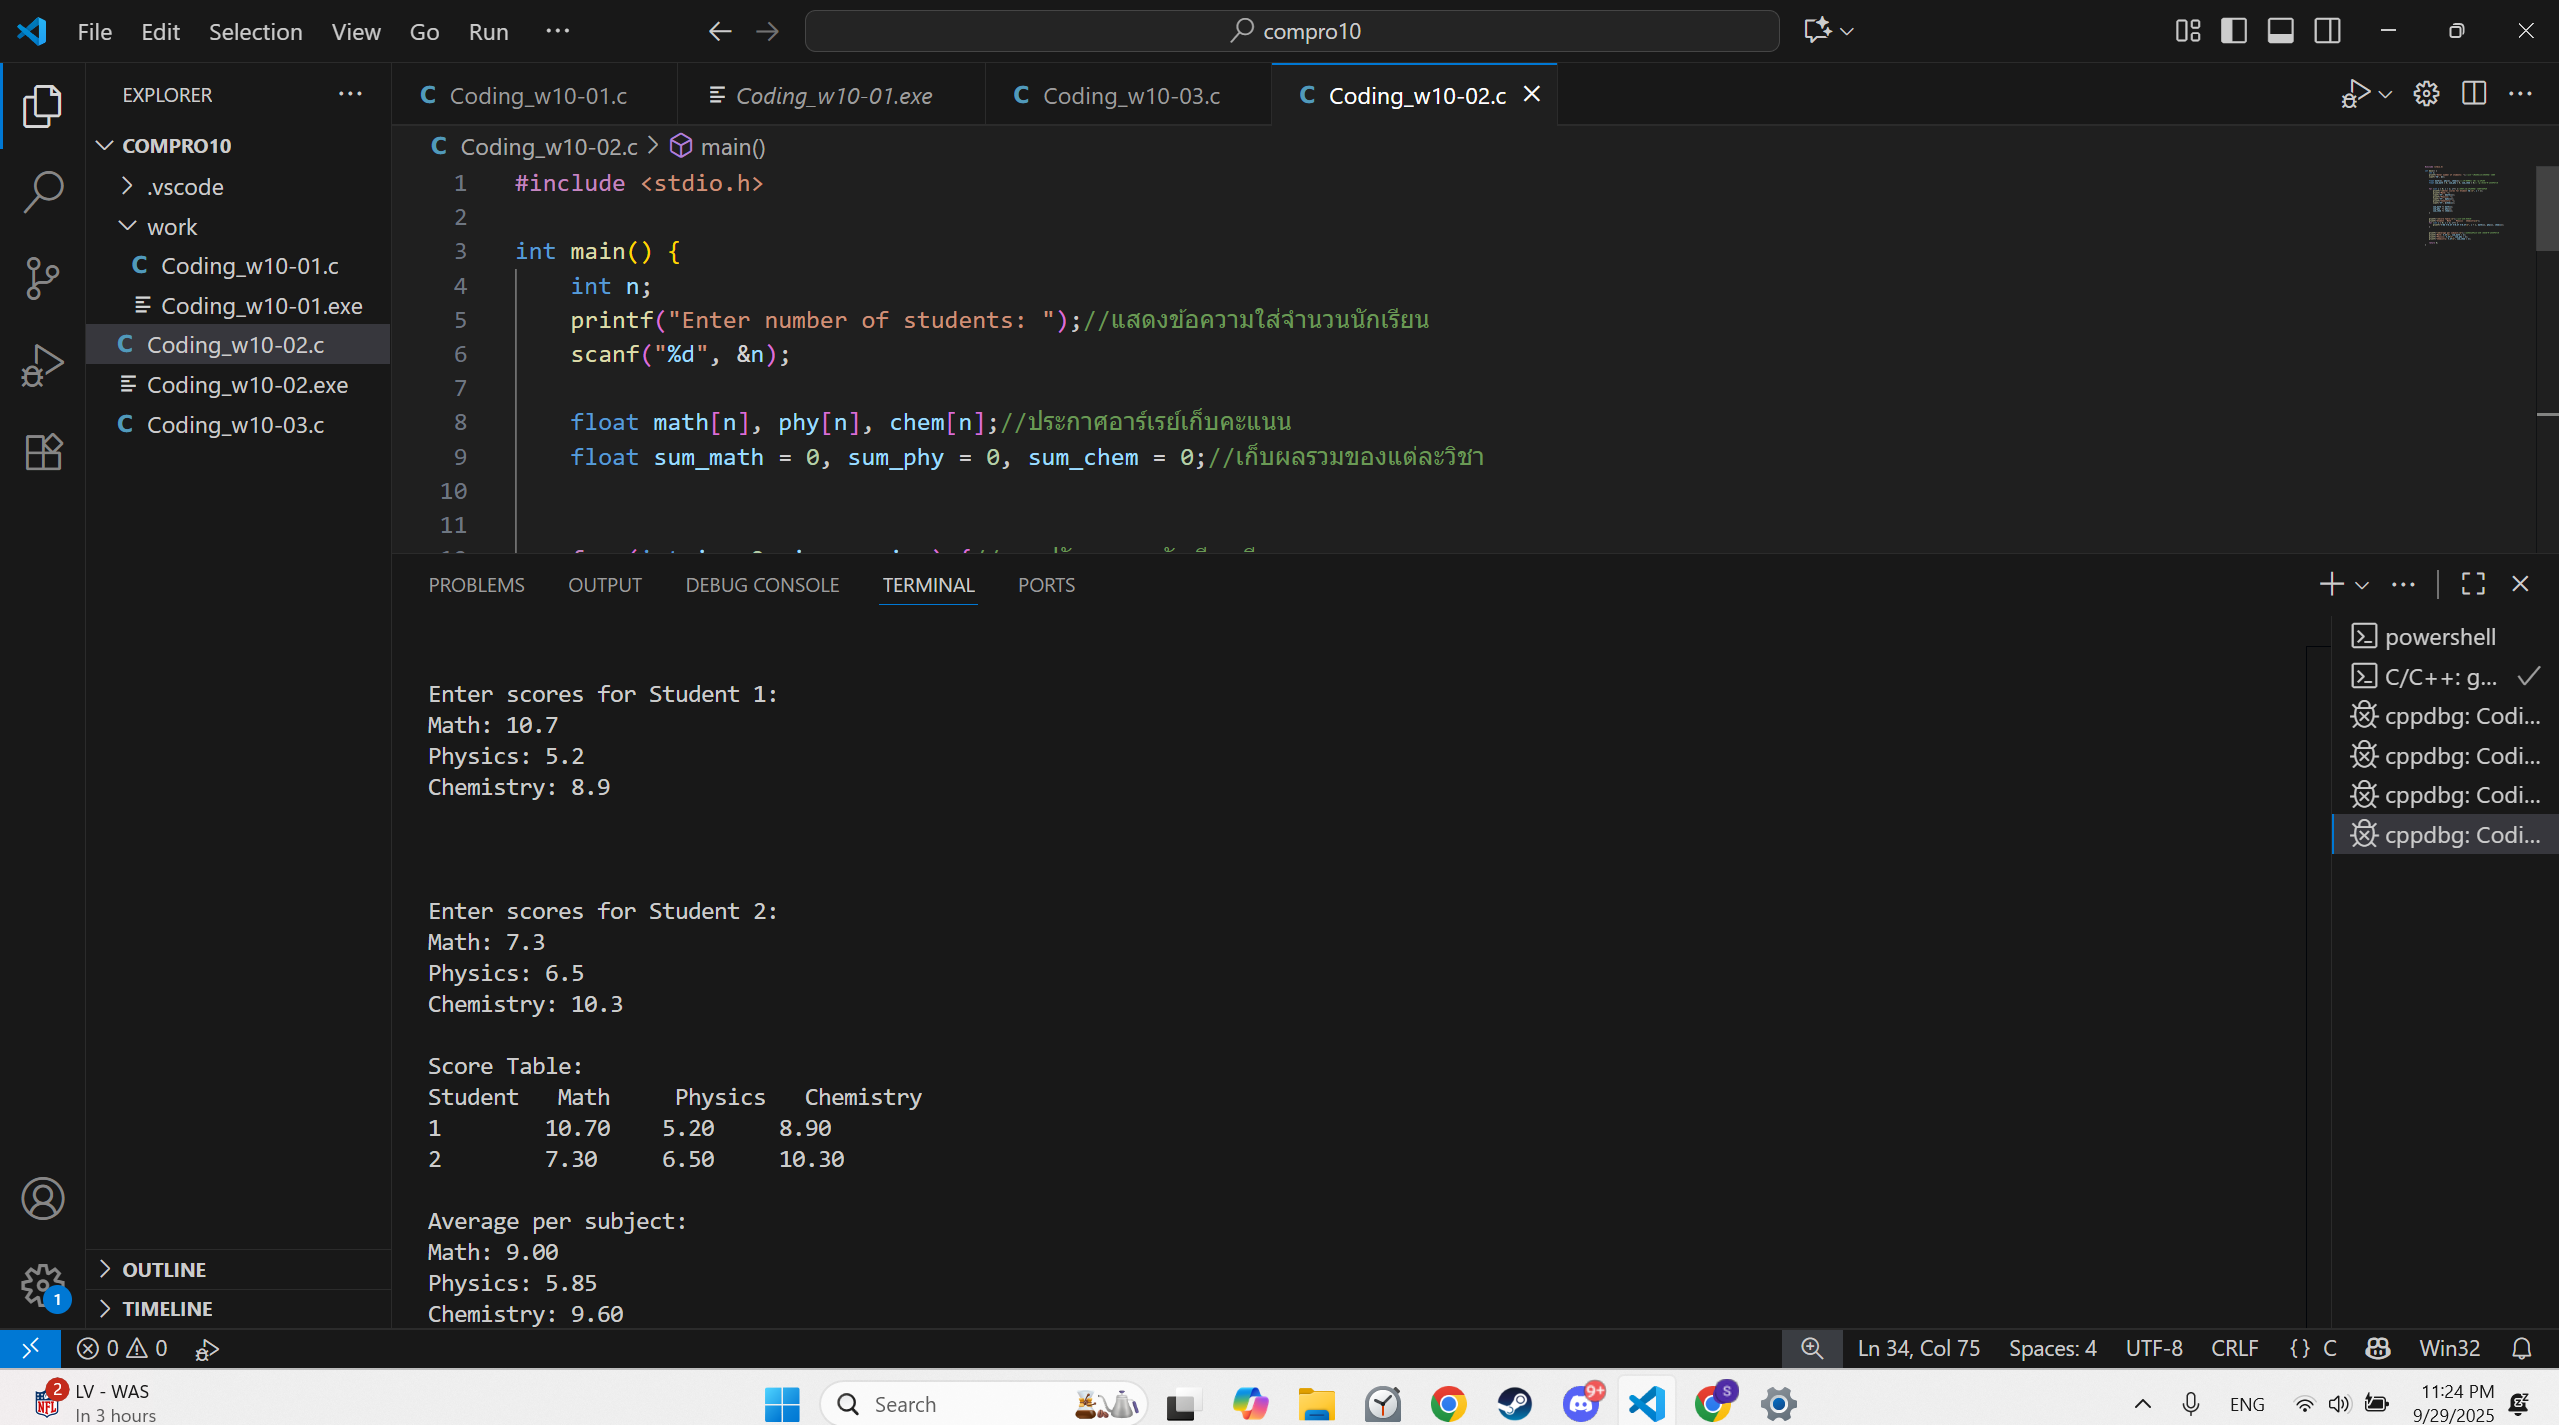 File Edit Selection View Go Run ···
compro10
EXPLORER ···
COMPRO10
.vscode
work
C Coding_w10-01.c
Coding_w10-01.exe
C Coding_w10-02.c
Coding_w10-02.exe
C Coding_w10-03.c
OUTLINE
TIMELINE
C Coding_w10-01.c
Coding_w10-01.exe
C Coding_w10-03.c
C Coding_w10-02.c
C Coding_w10-02.c > main()
1 #include <stdio.h>
2
3 int main() {
4 int n;
5 printf("Enter number of students: ");//แสดงข้อความใส่จำนวนนักเรียน
6 scanf("%d", &n);
7
8 float math[n], phy[n], chem[n];//ประกาศอาร์เรย์เก็บคะแนน
9 float sum_math = 0, sum_phy = 0, sum_chem = 0;//เก็บผลรวมของแต่ละวิชา
10
11
PROBLEMS OUTPUT DEBUG CONSOLE TERMINAL PORTS
Enter scores for Student 1:
Math: 10.7
Physics: 5.2
Chemistry: 8.9
Enter scores for Student 2:
Math: 7.3
Physics: 6.5
Chemistry: 10.3
Score Table:
Student Math Physics Chemistry
1 10.70 5.20 8.90
2 7.30 6.50 10.30
Average per subject:
Math: 9.00
Physics: 5.85
Chemistry: 9.60
powershell
C/C++: g...
cppdbg: Codi...
cppdbg: Codi...
cppdbg: Codi...
cppdbg: Codi...
1
0 0
Ln 34, Col 75 Spaces: 4 UTF-8 CRLF {} C Win32
2
LV - WAS
In 3 hours
Search
9+
S
ENG
11:24 PM
9/29/2025